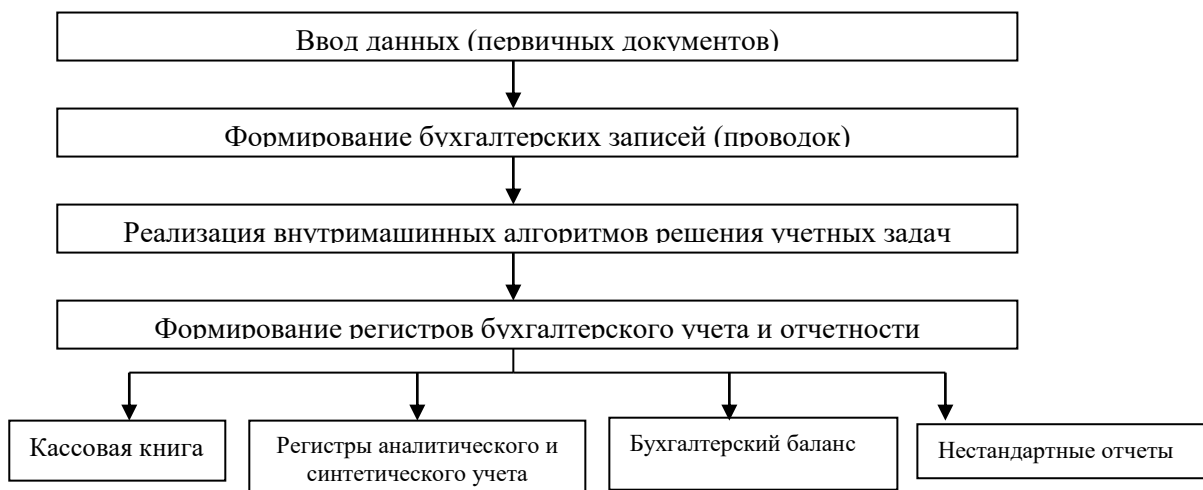 Ввод данных (первичных документов)
Формирование бухгалтерских записей (проводок)
Реализация внутримашинных алгоритмов решения учетных задач
Формирование регистров бухгалтерского учета и отчетности
Кассовая книга
Регистры аналитического и
синтетического учета
Бухгалтерский баланс
Нестандартные отчеты